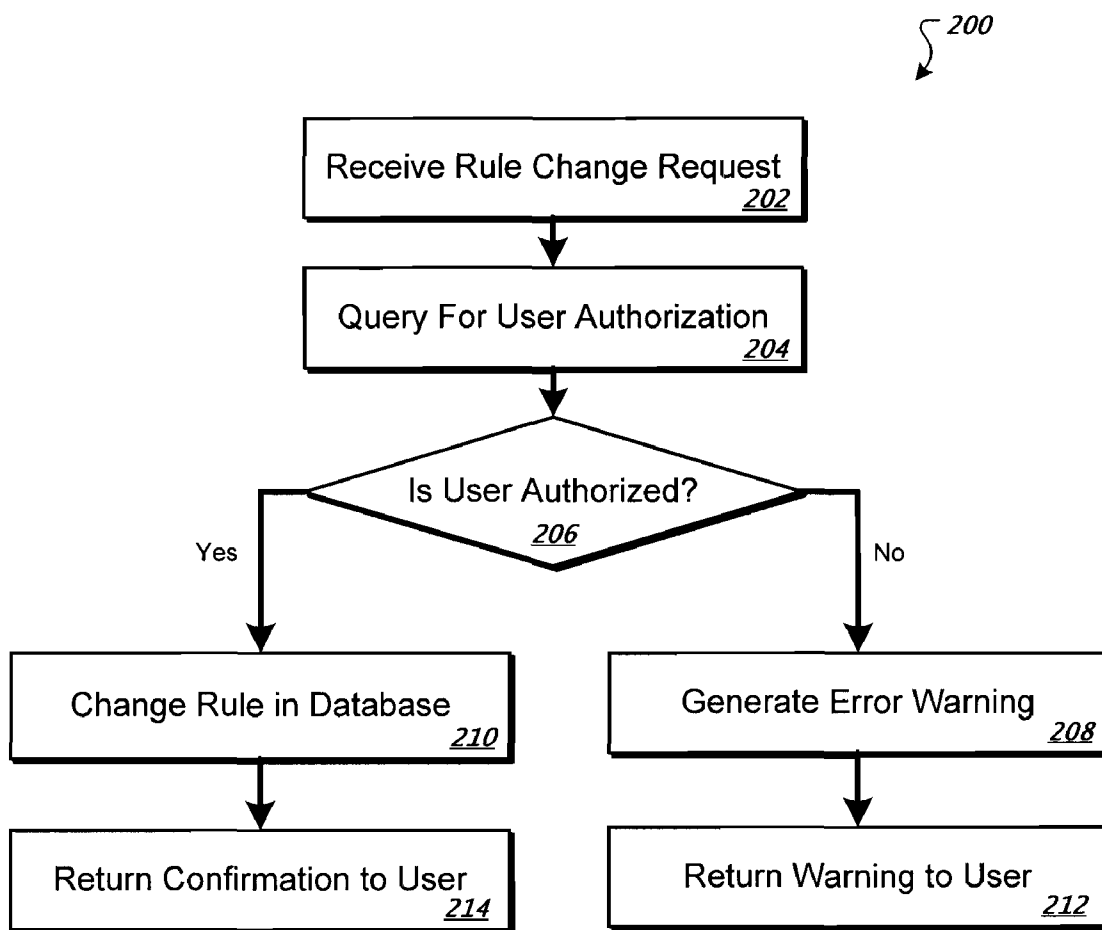 200
Receive Rule Change Request
202
Query For User Authorization
204
Is User Authorized?
206
Yes
No
Change Rule in Database
210
Generate Error Warning
208
Return Confirmation to User
214
Return Warning to User
212